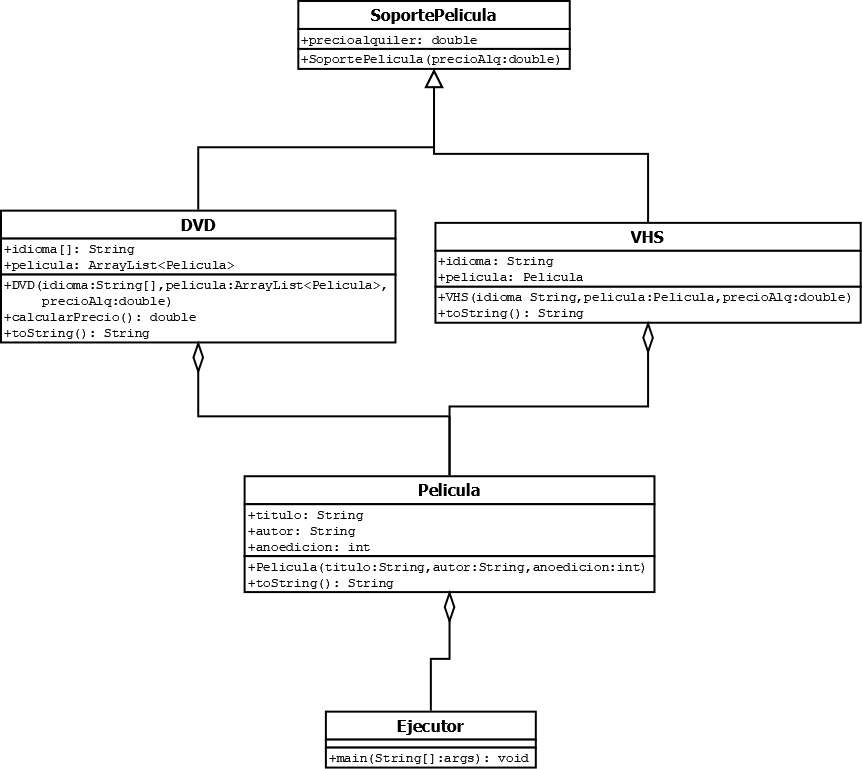 SoportePelicula
+precioalquiler: double
+SoportePelicula(precioAlq:double)
DVD
+idioma[]: String
+pelicula: ArrayList<Pelicula>
+DVD(idioma:String[],pelicula:ArrayList<Pelicula>,
precioAlq:double)
+calcularPrecio(): double
+toString(): String
VHS
+idioma: String
+pelicula: Pelicula
+VHS(idioma String,pelicula:Pelicula,precioAlq:double)
+toString(): String
Pelicula
+titulo: String
+autor: String
+anoedicion: int
+Pelicula(titulo:String,autor:String,anoedicion:int)
+toString(): String
Ejecutor
+main(String[]:args): void